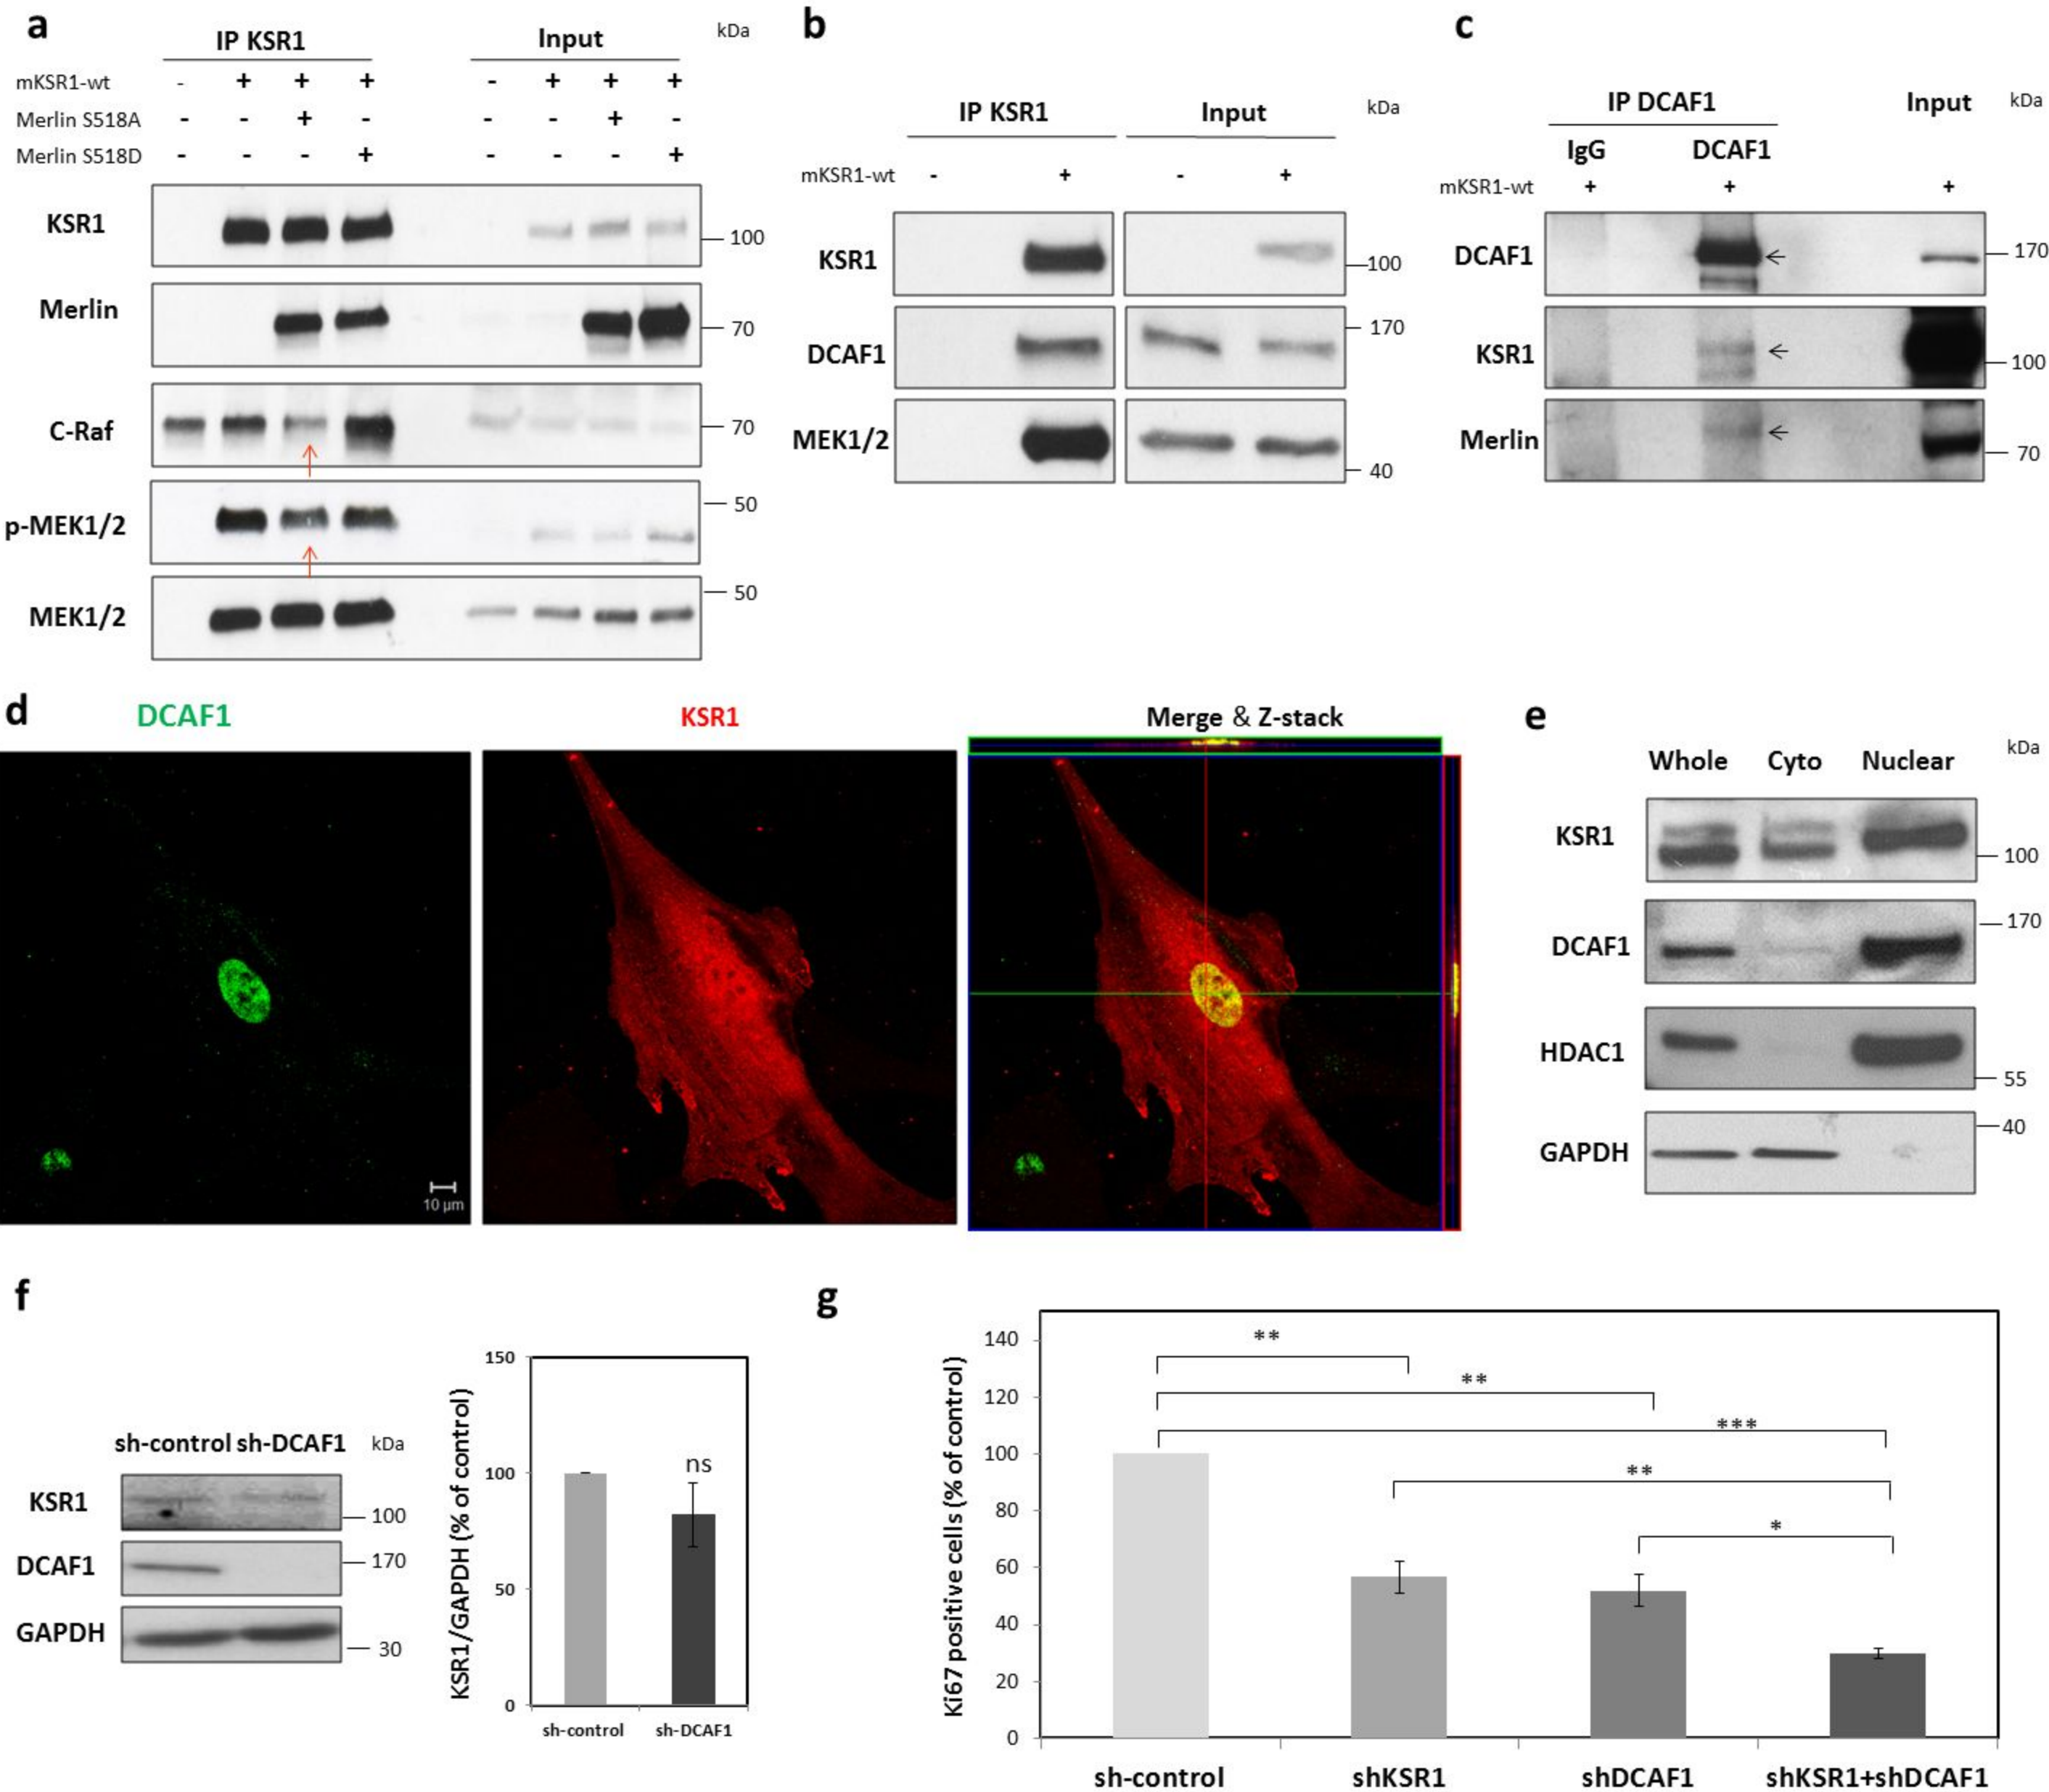 a
IP KSR1 Input kDa
mKSR1-wt - + + + - + + +
Merlin S518A - - + - - - + -
Merlin S518D - - - + - - - +
KSR1 100
Merlin 70
C-Raf 70
p-MEK1/2 50
MEK1/2 50
b
IP KSR1 Input kDa
mKSR1-wt - + - +
KSR1 100
DCAF1 170
MEK1/2 40
c
IP DCAF1 Input kDa
IgG DCAF1
mKSR1-wt + + +
DCAF1 170
KSR1 100
Merlin 70
d
DCAF1 KSR1 Merge & Z-stack
10 µm
e
Whole Cyto Nuclear kDa
KSR1 100
DCAF1 170
HDAC1 55
GAPDH 40
f
sh-control sh-DCAF1 kDa
KSR1 100
DCAF1 170
GAPDH 30
KSR1/GAPDH (% of control)
150
100
50
0
ns
sh-control sh-DCAF1
g
Ki67 positive cells (% of control)
140
120
100
80
60
40
20
0
**
**
***
**
*
sh-control shKSR1 shDCAF1 shKSR1+shDCAF1